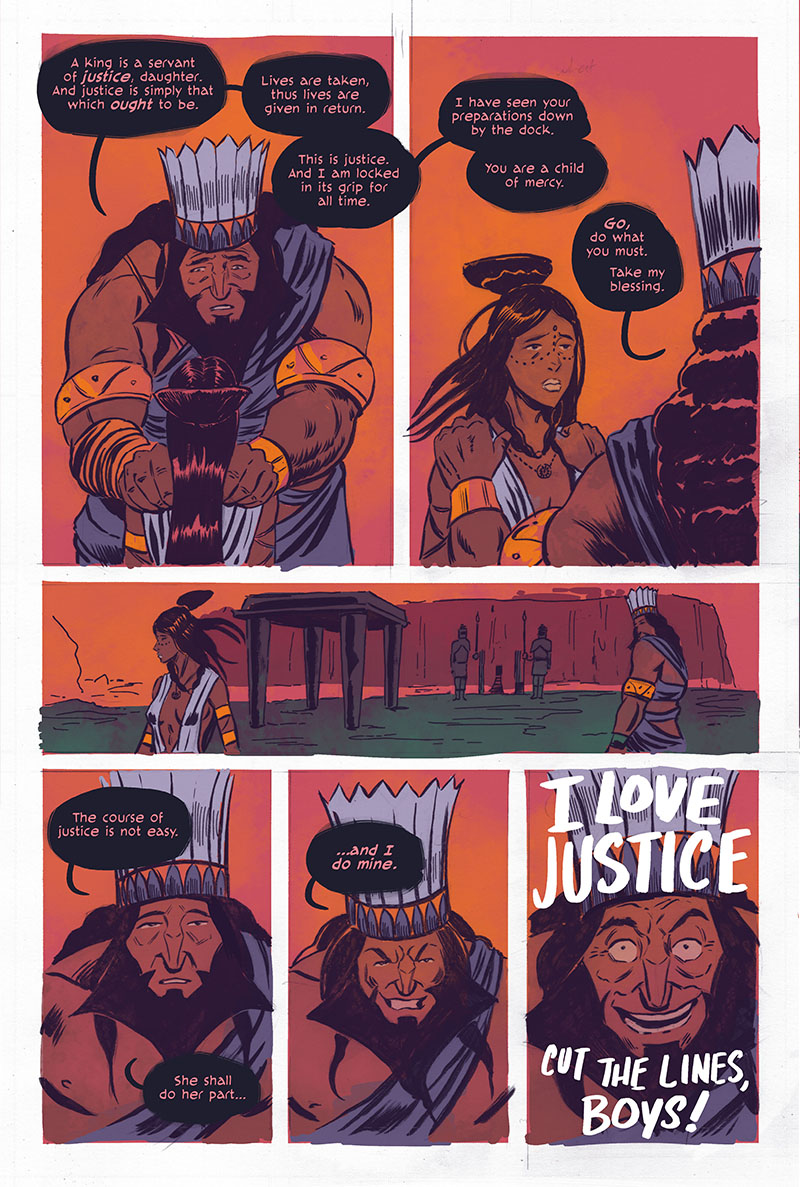 A king is a servant
of justice, daughter.
And justice is simply that
which ought to be.
Lives are taken,
thus lives are
given in return.
This is justice.
And I am locked
in its grip for
all time.
I have seen your
preparations down
by the dock.
You are a child
of mercy.
Go,
do what
you must.
Take my
blessing.
The course of
justice is not easy.
She shall
do her part...
...and I
do mine.
I LOVE
JUSTICE
CUT THE LINES,
BOYS!